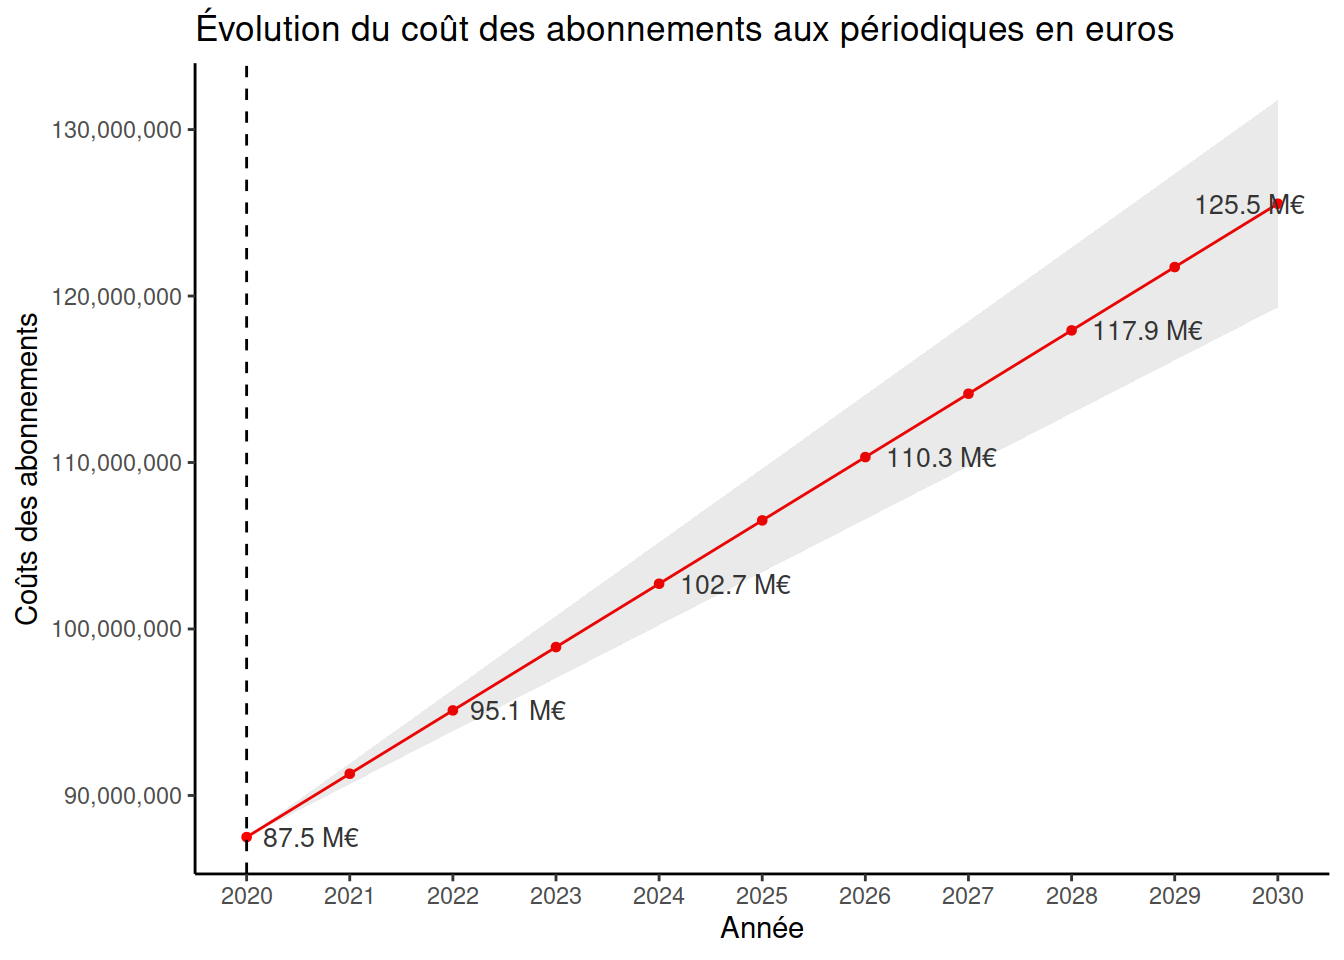 Évolution du coût des abonnements aux périodiques en euros
Coûts des abonnements
130,000,000
120,000,000
110,000,000
100,000,000
90,000,000
125.5 M€
117.9 M€
110.3 M€
102.7 M€
95.1 M€
87.5 M€
2020 2021 2022 2023 2024 2025 2026 2027 2028 2029 2030
Année